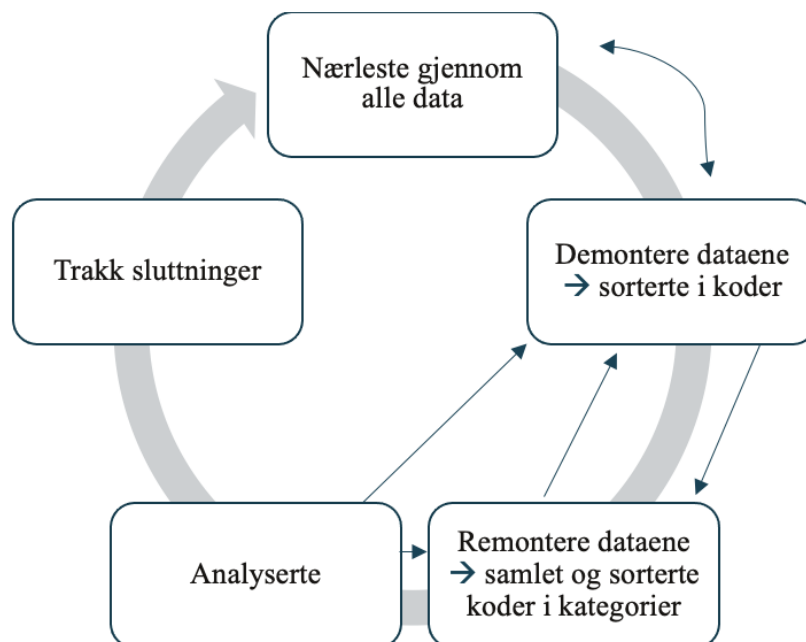 Nærleste gjennom
alle data
Demontere dataene
→ sorterte i koder
Remontere dataene
→ samlet og sorterte
koder i kategorier
Analyserte
Trakk sluttninger